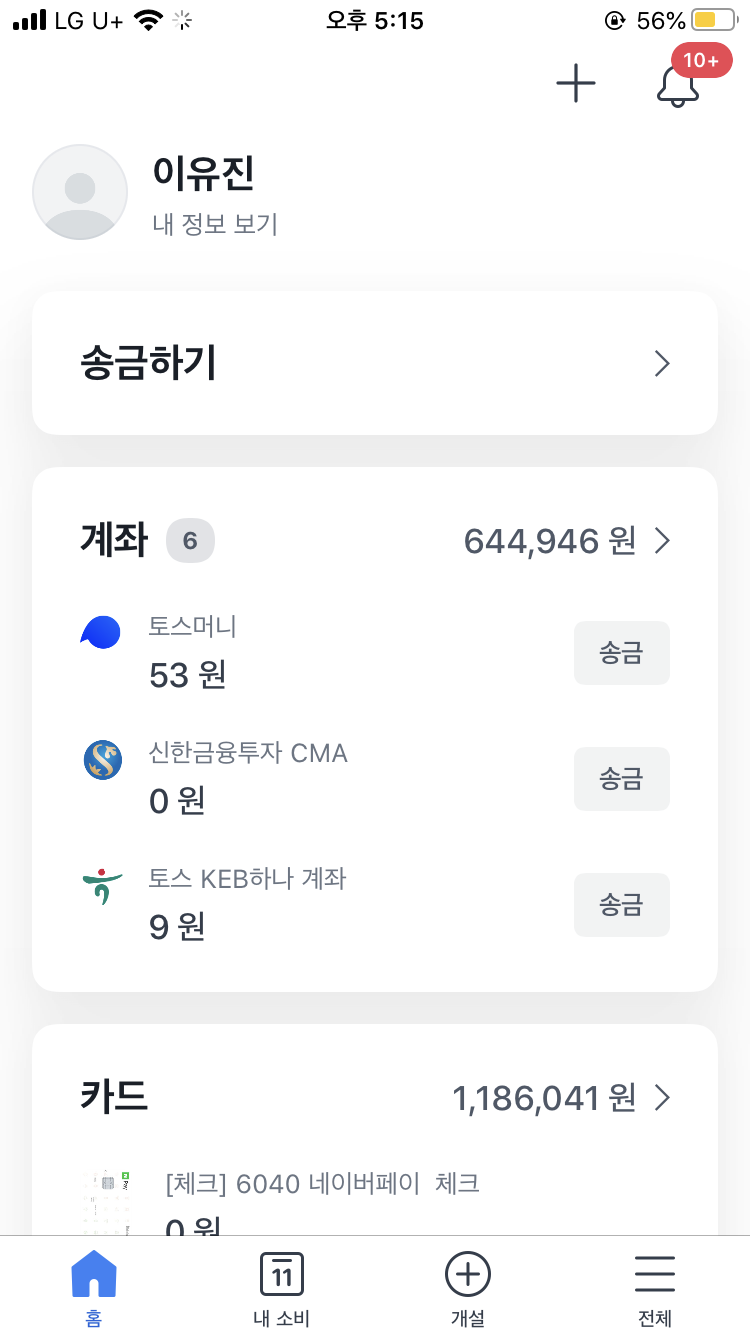 LG U+ 오후 5:15 56%
10+
이유진
내 정보 보기
송금하기
계좌 6 644,946 원
토스머니
53 원 송금
신한금융투자 CMA
0 원 송금
토스 KEB하나 계좌
9 원 송금
카드 1,186,041 원
[체크] 6040 네이버페이 체크
0 원
11
홈 내 소비 개설 전체